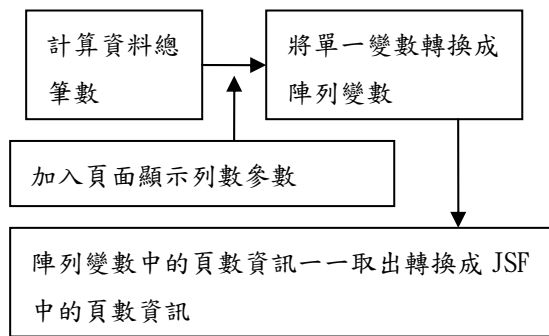 計算資料總
筆數
將單一變數轉換成
陣列變數
加入頁面顯示列數參數
陣列變數中的頁數資訊一一取出轉換成 JSF
中的頁數資訊